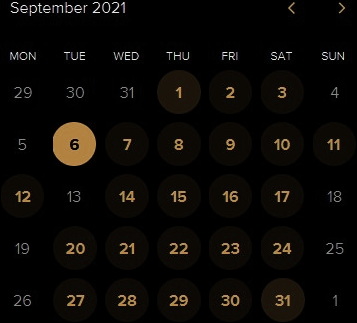 September 2021 < >
MON TUE WED THU FRI SAT SUN
29 30 31 1 2 3 4
5 6 7 8 9 10 11
12 13 14 15 16 17 18
19 20 21 22 23 24 25
26 27 28 29 30 31 1